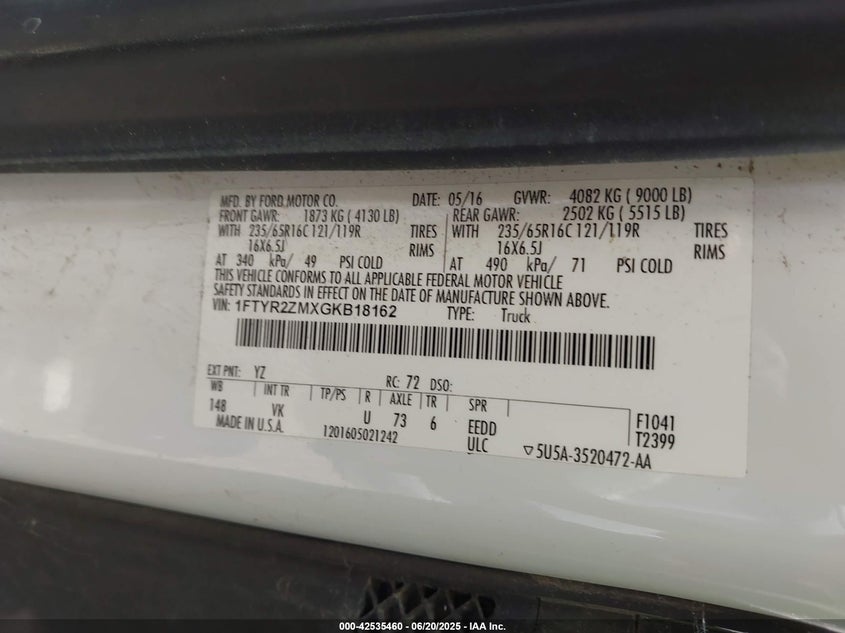 MFD. BY FORD MOTOR CO. DATE: 05/16 GVWR: 4082 KG ( 9000 LB)
FRONT GAWR: 1873 KG ( 4130 LB) REAR GAWR: 2502 KG ( 5515 LB)
WITH 235/65R16C 121/119R TIRES WITH 235/65R16C 121/119R TIRES
16X6.5J RIMS 16X6.5J RIMS
AT 340 kPa/ 49 PSI COLD AT 490 kPa/ 71 PSI COLD
THIS VEHICLE CONFORMS TO ALL APPLICABLE FEDERAL MOTOR VEHICLE
SAFETY STANDARDS IN EFFECT ON THE DATE OF MANUFACTURE SHOWN ABOVE.
VIN: 1FTYR2ZMXGKB18162 TYPE: Truck
EXT PNT: YZ RC: 72 DSO:
WB INT TR TP/PS R AXLE TR SPR
148 VK U 73 6 EEDD F1041
MADE IN U.S.A. 1201605021242 ULC T2399
▽5U5A-3520472-AA
000-42535460 - 06/20/2025 - IAA Inc.